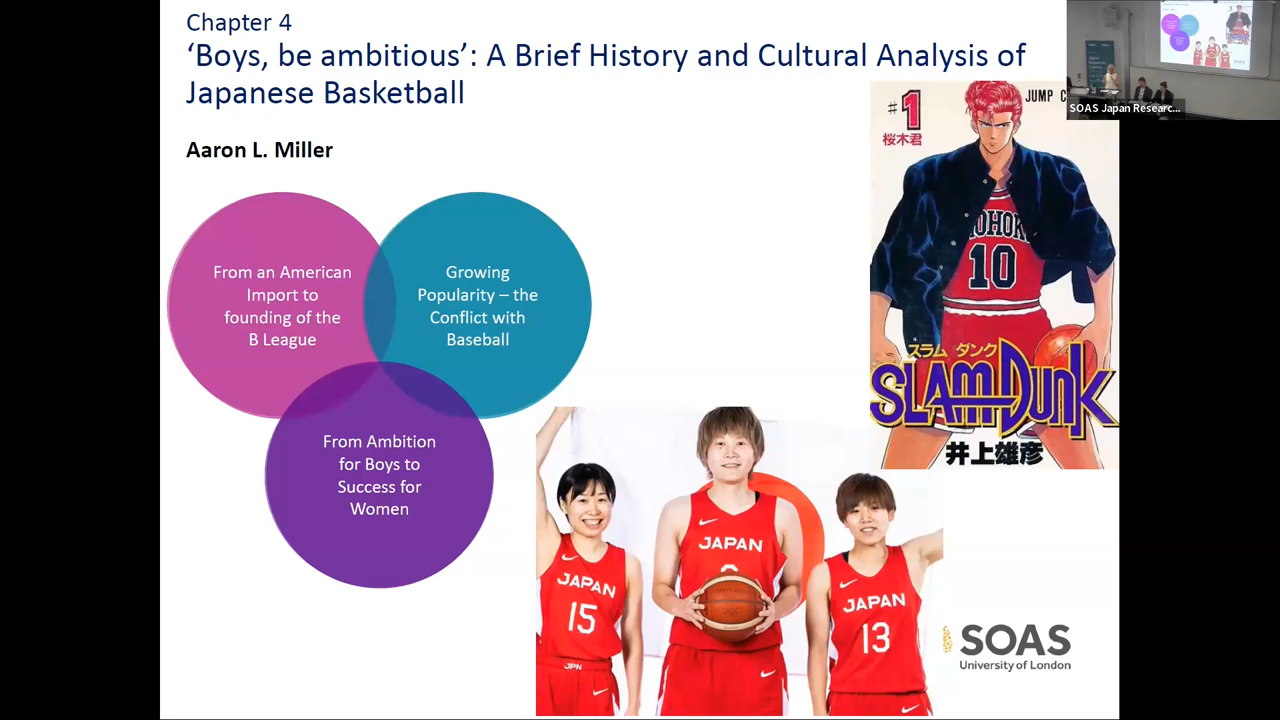 Chapter 4
'Boys, be ambitious': A Brief History and Cultural Analysis of
Japanese Basketball
Aaron L. Miller
From an American
Import to
founding of the
B League
Growing
Popularity – the
Conflict with
Baseball
From Ambition
for Boys to
Success for
Women
#1
桜木君
JUMP C
OHOK
10
スラム ダンク
SLAM DUNK
井上雄彦
JAPAN
15
JPN
JAPAN
JAPAN
13
SOAS
University of London
SOAS Japan Researc...